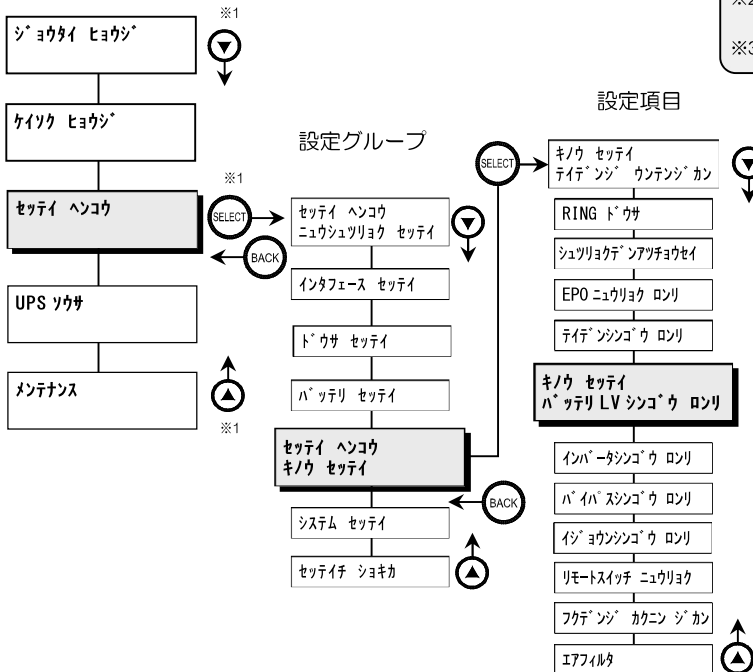 ※1
ｼﾞｮｳﾀｲ ﾋｮｳｼﾞ
ｹｲｿｸ ﾋｮｳｼﾞ
ｾｯﾃｲ ﾍﾝｺｳ
UPS ｿｳｻ
ﾒﾝﾃﾅﾝｽ
※1
※1
SELECT
BACK
設定グループ
ｾｯﾃｲ ﾍﾝｺｳ
ﾆｭｳｼｭﾂﾘｮｸ ｾｯﾃｲ
ｲﾝﾀﾌｪｰｽ ｾｯﾃｲ
ﾄﾞｳｻ ｾｯﾃｲ
ﾊﾞｯﾃﾘ ｾｯﾃｲ
ｾｯﾃｲ ﾍﾝｺｳ
ｷﾉｳ ｾｯﾃｲ
ｼｽﾃﾑ ｾｯﾃｲ
ｾｯﾃｲﾁ ｼｮｷｶ
SELECT
BACK
設定項目
ｷﾉｳ ｾｯﾃｲ
ﾃｲﾃﾞﾝｼﾞ ｳﾝﾃﾝｼﾞｶﾝ
RING ﾄﾞｳｻ
ｼｭﾂﾘｮｸﾃﾞﾝｱﾂﾁｮｳｾｲ
EPO ﾆｭｳﾘｮｸ ﾛﾝﾘ
ﾃｲﾃﾞﾝｼﾝｺﾞｳ ﾛﾝﾘ
ｷﾉｳ ｾｯﾃｲ
ﾊﾞｯﾃﾘ LV ｼﾝｺﾞｳ ﾛﾝﾘ
ｲﾝﾊﾞｰﾀｼﾝｺﾞｳ ﾛﾝﾘ
ﾊﾞｲﾊﾟｽｼﾝｺﾞｳ ﾛﾝﾘ
ｲｼﾞｮｳﾝｼﾝｺﾞｳ ﾛﾝﾘ
ﾘﾓｰﾄｽｲｯﾁ ﾆｭｳﾘｮｸ
ﾌｸﾃﾞﾝｼﾞ ｶｸﾆﾝ ｼﾞｶﾝ
ｴｱﾌｨﾙﾀ
※3